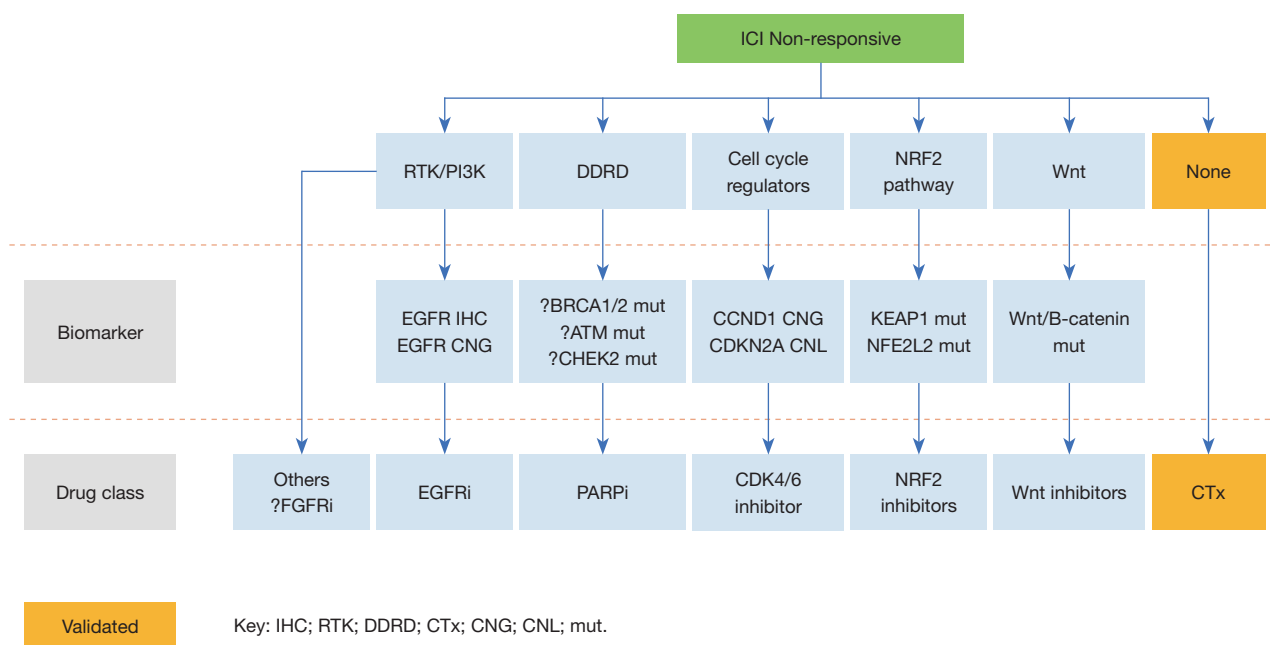 ICI Non-responsive
RTK/PI3K
DDRD
Cell cycle
regulators
NRF2
pathway
Wnt
None
Biomarker
EGFR IHC
EGFR CNG
?BRCA1/2 mut
?ATM mut
?CHEK2 mut
CCND1 CNG
CDKN2A CNL
KEAP1 mut
NFE2L2 mut
Wnt/B-catenin
mut
Drug class
Others
?FGFRi
EGFRi
PARPi
CDK4/6
inhibitor
NRF2
inhibitors
Wnt inhibitors
CTx
Validated
Key: IHC; RTK; DDRD; CTx; CNG; CNL; mut.